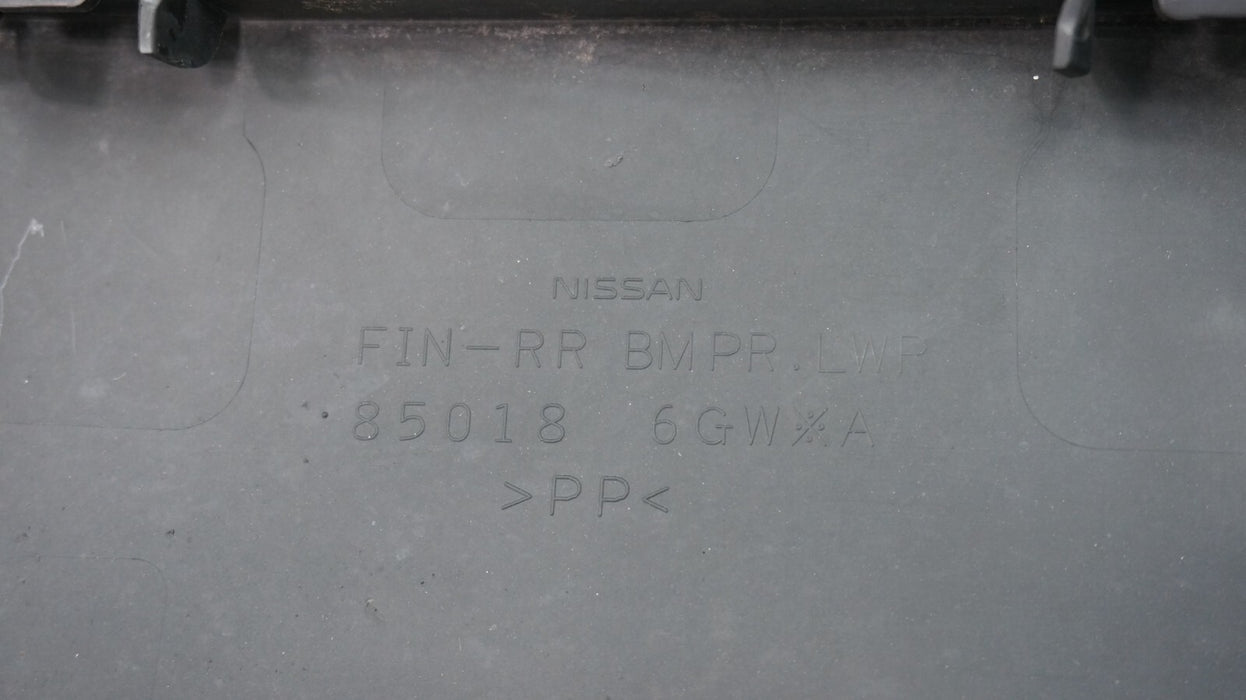 NISSAN
FIN-RR BMPR.LWR
85018 6GW※A
>PP<